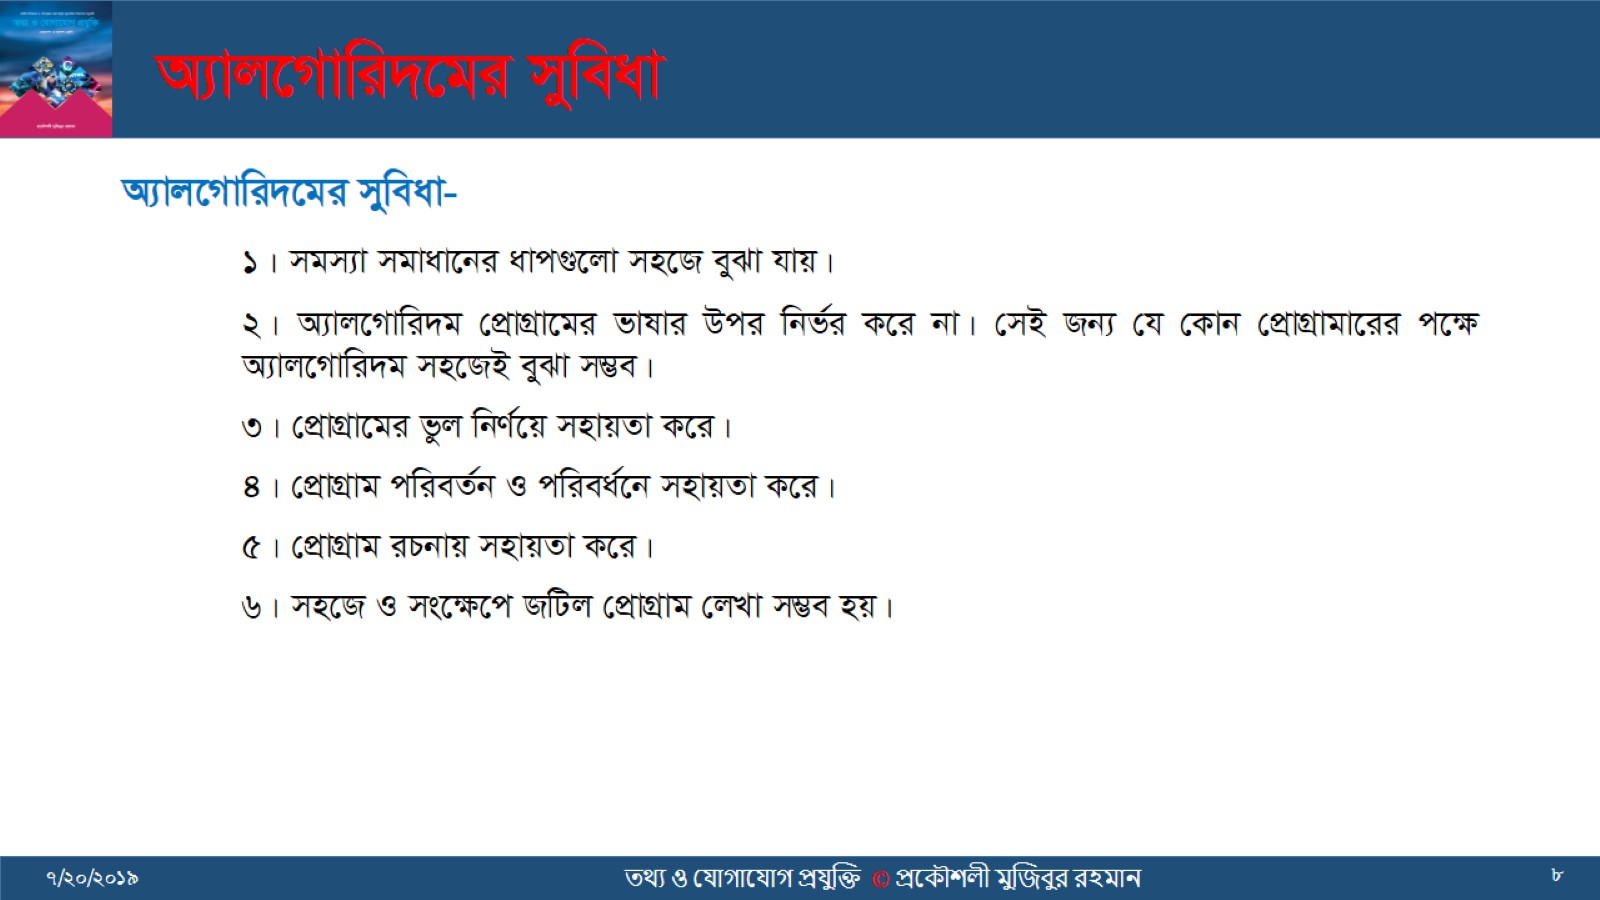 তথ্য ও যোগাযোগ প্রযুক্তি
অ্যালগোরিদমের সুবিধা
অ্যালগোরিদমের সুবিধা-
১। সমস্যা সমাধানের ধাপগুলো সহজে বুঝা যায়।
২। অ্যালগোরিদম প্রোগ্রামের ভাষার উপর নির্ভর করে না। সেই জন্য যে কোন প্রোগ্রামারের পক্ষে
অ্যালগোরিদম সহজেই বুঝা সম্ভব।
৩। প্রোগ্রামের ভুল নির্ণয়ে সহায়তা করে।
৪। প্রোগ্রাম পরিবর্তন ও পরিবর্ধনে সহায়তা করে।
৫। প্রোগ্রাম রচনায় সহায়তা করে।
৬। সহজে ও সংক্ষেপে জটিল প্রোগ্রাম লেখা সম্ভব হয়।
৭/২০/২০১৯ তথ্য ও যোগাযোগ প্রযুক্তি © প্রকৌশলী মুজিবুর রহমান ৮